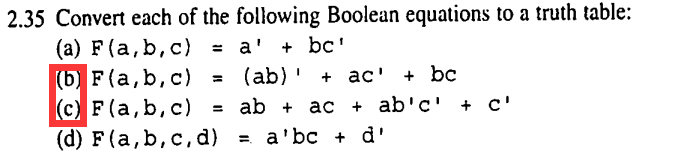 2.35 Convert each of the following Boolean equations to a truth table:
(a) F(a,b,c) = a' + bc'
(b) F(a,b,c) = (ab)' + ac' + bc
(c) F(a,b,c) = ab + ac + ab'c' + c'
(d) F(a,b,c,d) = a'bc + d'